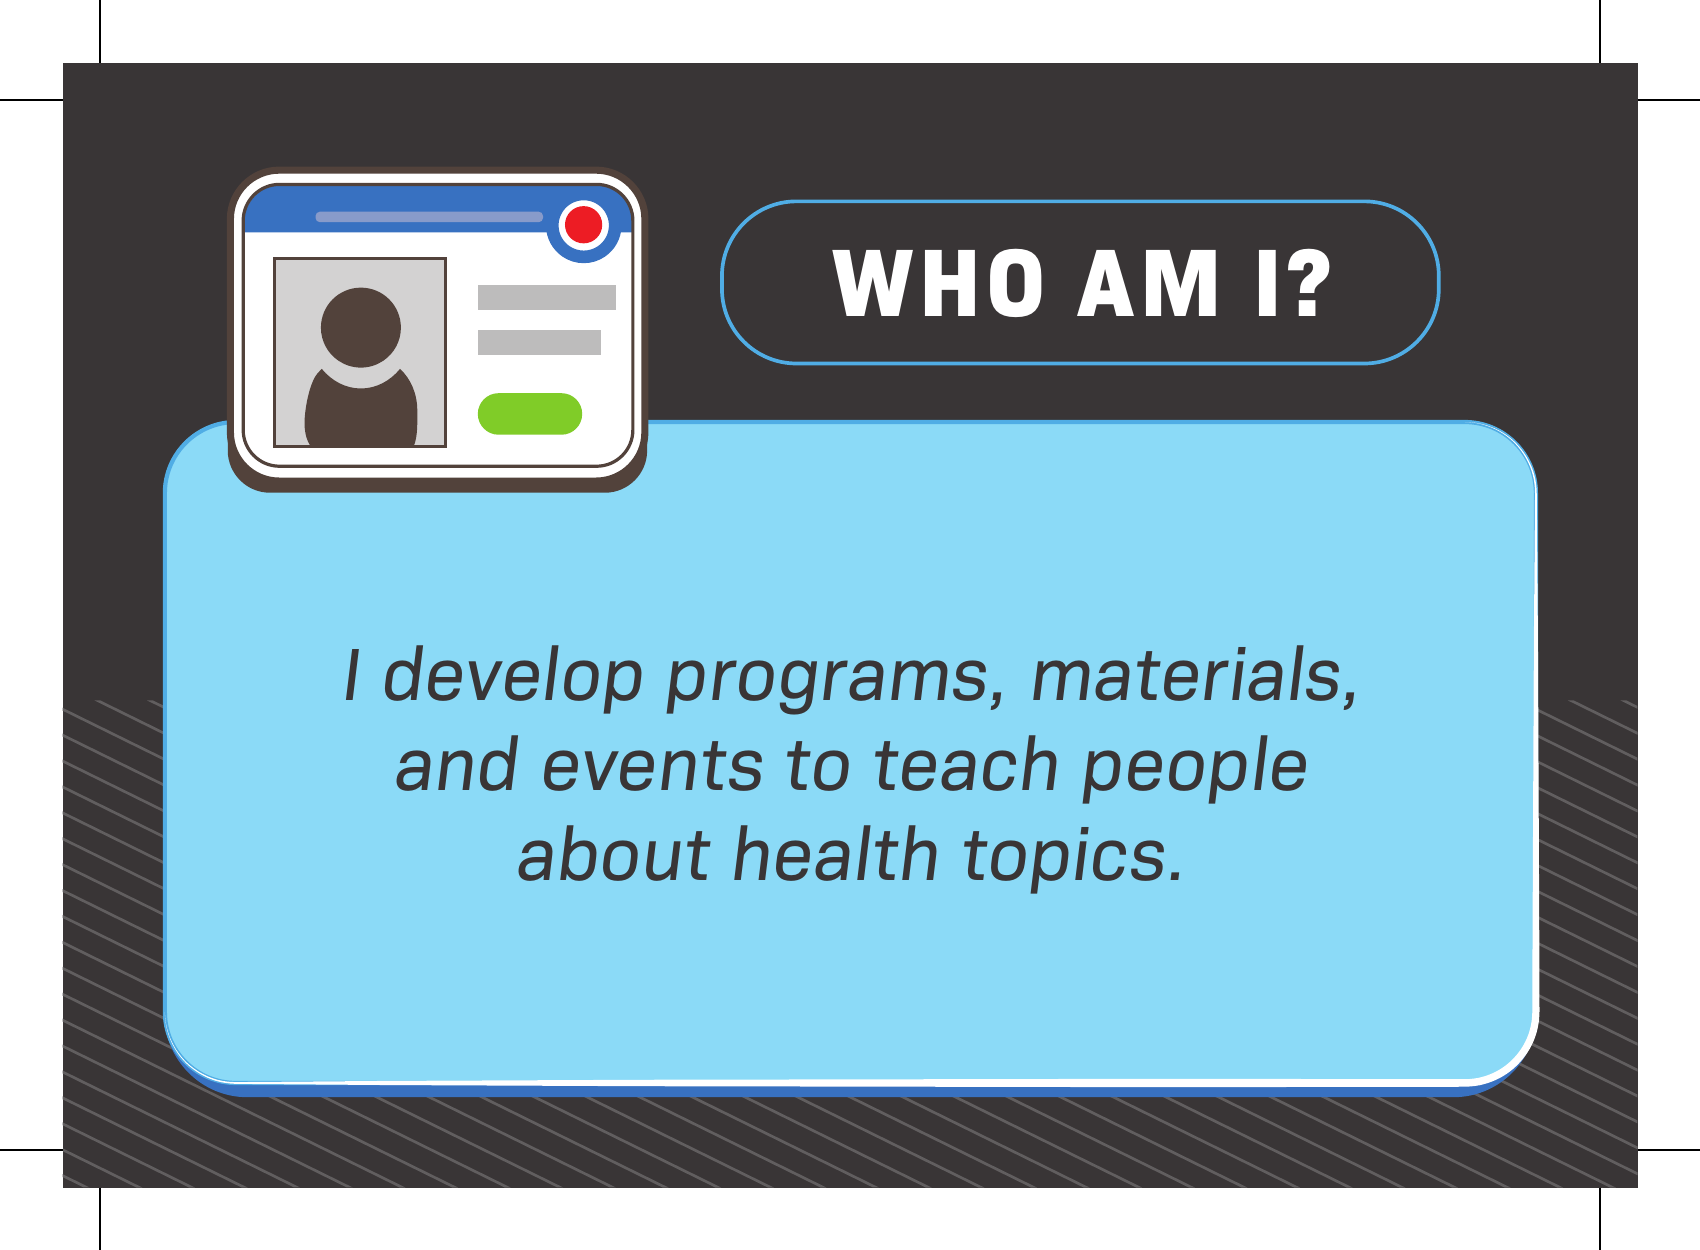 WHO AM I?
I develop programs, materials,
and events to teach people
about health topics.